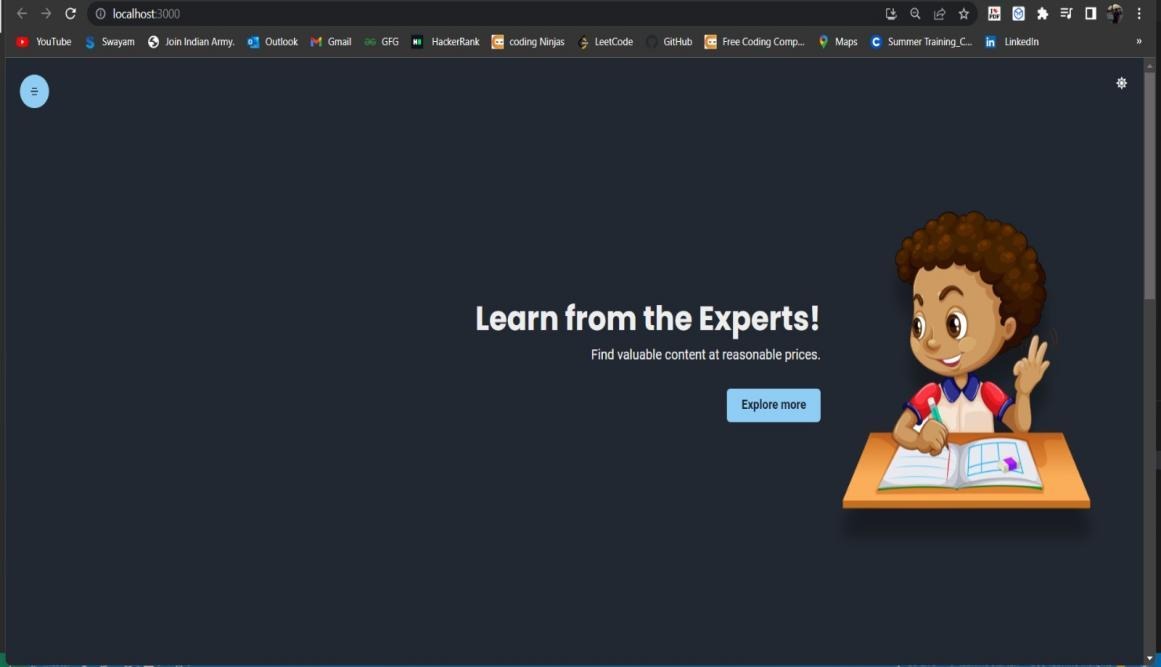 localhost:3000
YouTube Swayam Join Indian Army. Outlook Gmail GFG HackerRank coding Ninjas LeetCode GitHub Free Coding Comp... Maps Summer Training_C... LinkedIn »
Learn from the Experts!
Find valuable content at reasonable prices.
Explore more